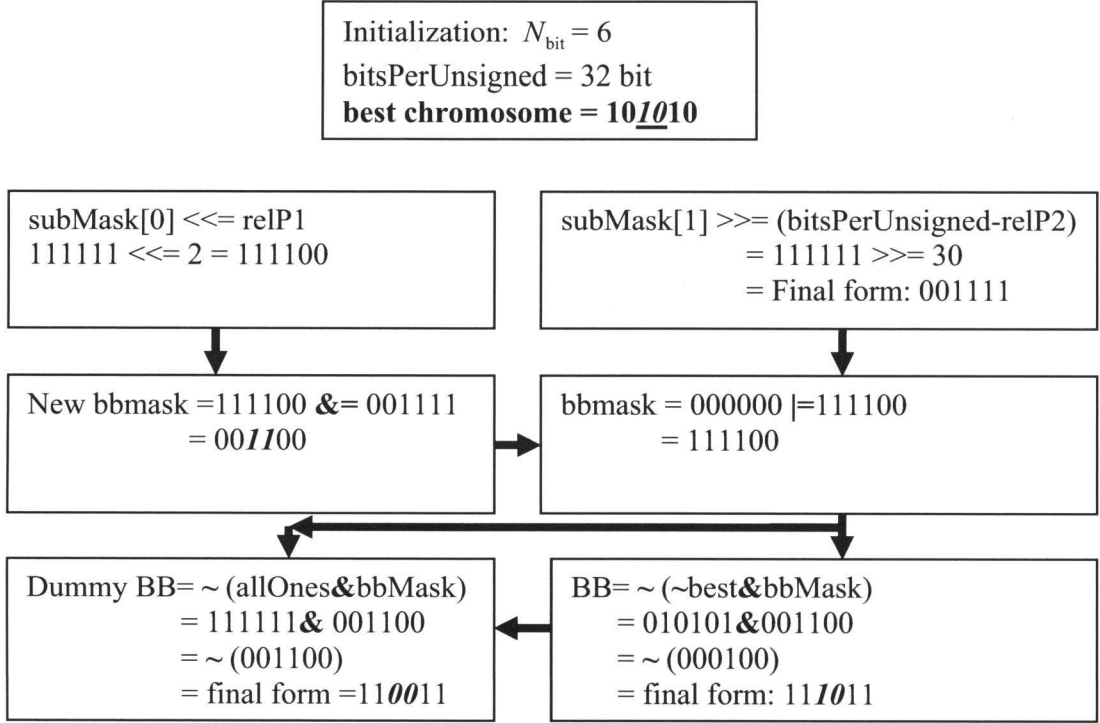 Initialization: N_bit = 6
bitsPerUnsigned = 32 bit
best chromosome = 101010
subMask[0] <<= relP1
111111 <<= 2 = 111100
subMask[1] >>= (bitsPerUnsigned-relP2)
= 111111 >>= 30
= Final form: 001111
New bbmask =111100 &= 001111
= 001100
bbmask = 000000 |=111100
= 111100
Dummy BB= ~ (allOnes&bbMask)
= 111111& 001100
= ~ (001100)
= final form =110011
BB= ~ (~best&bbMask)
= 010101&001100
= ~ (000100)
= final form: 111011